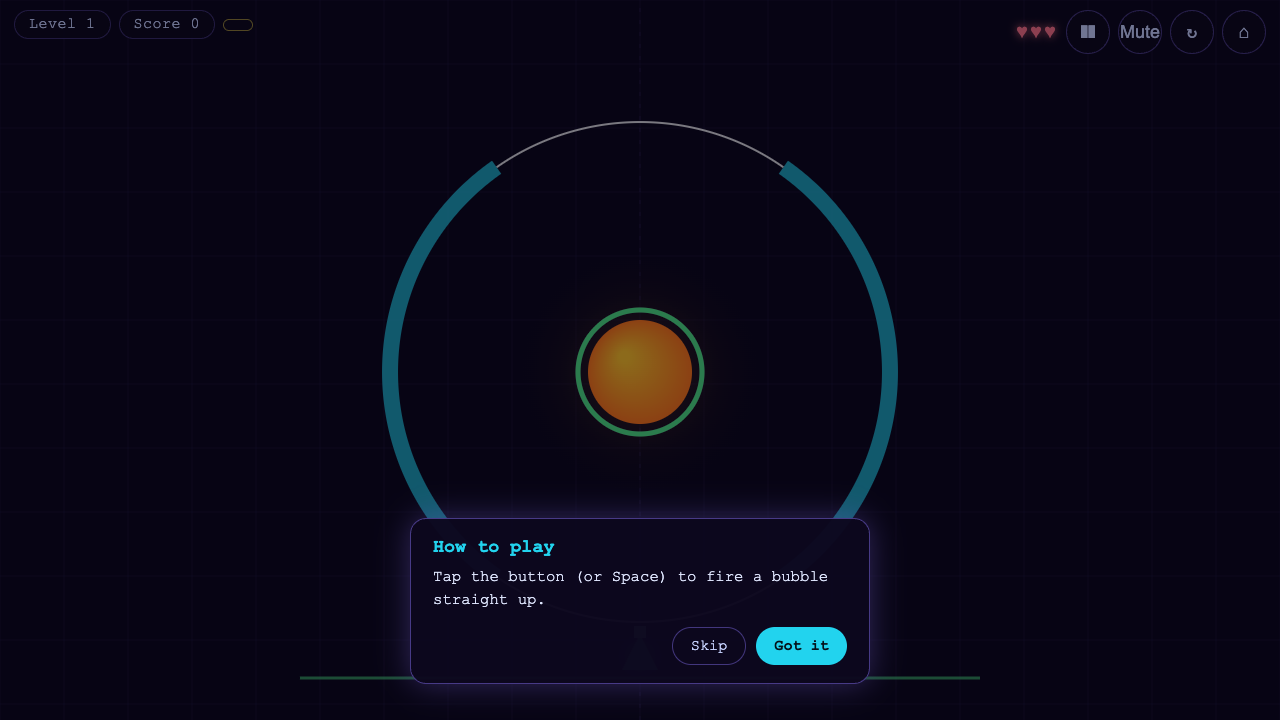 Level 1
Score 0
♥♥♥
Mute
How to play
Tap the button (or Space) to fire a bubble
straight up.
Skip
Got it